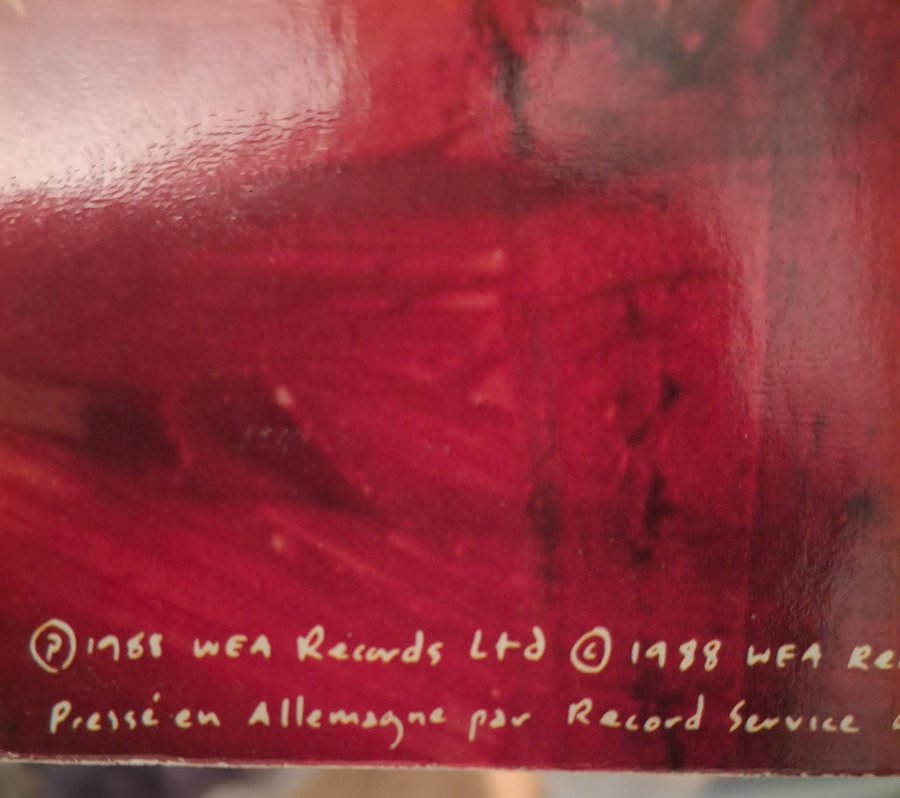 Ⓟ 1988 WEA Records Ltd © 1988 WEA
Pressé en Allemagne par Record Service